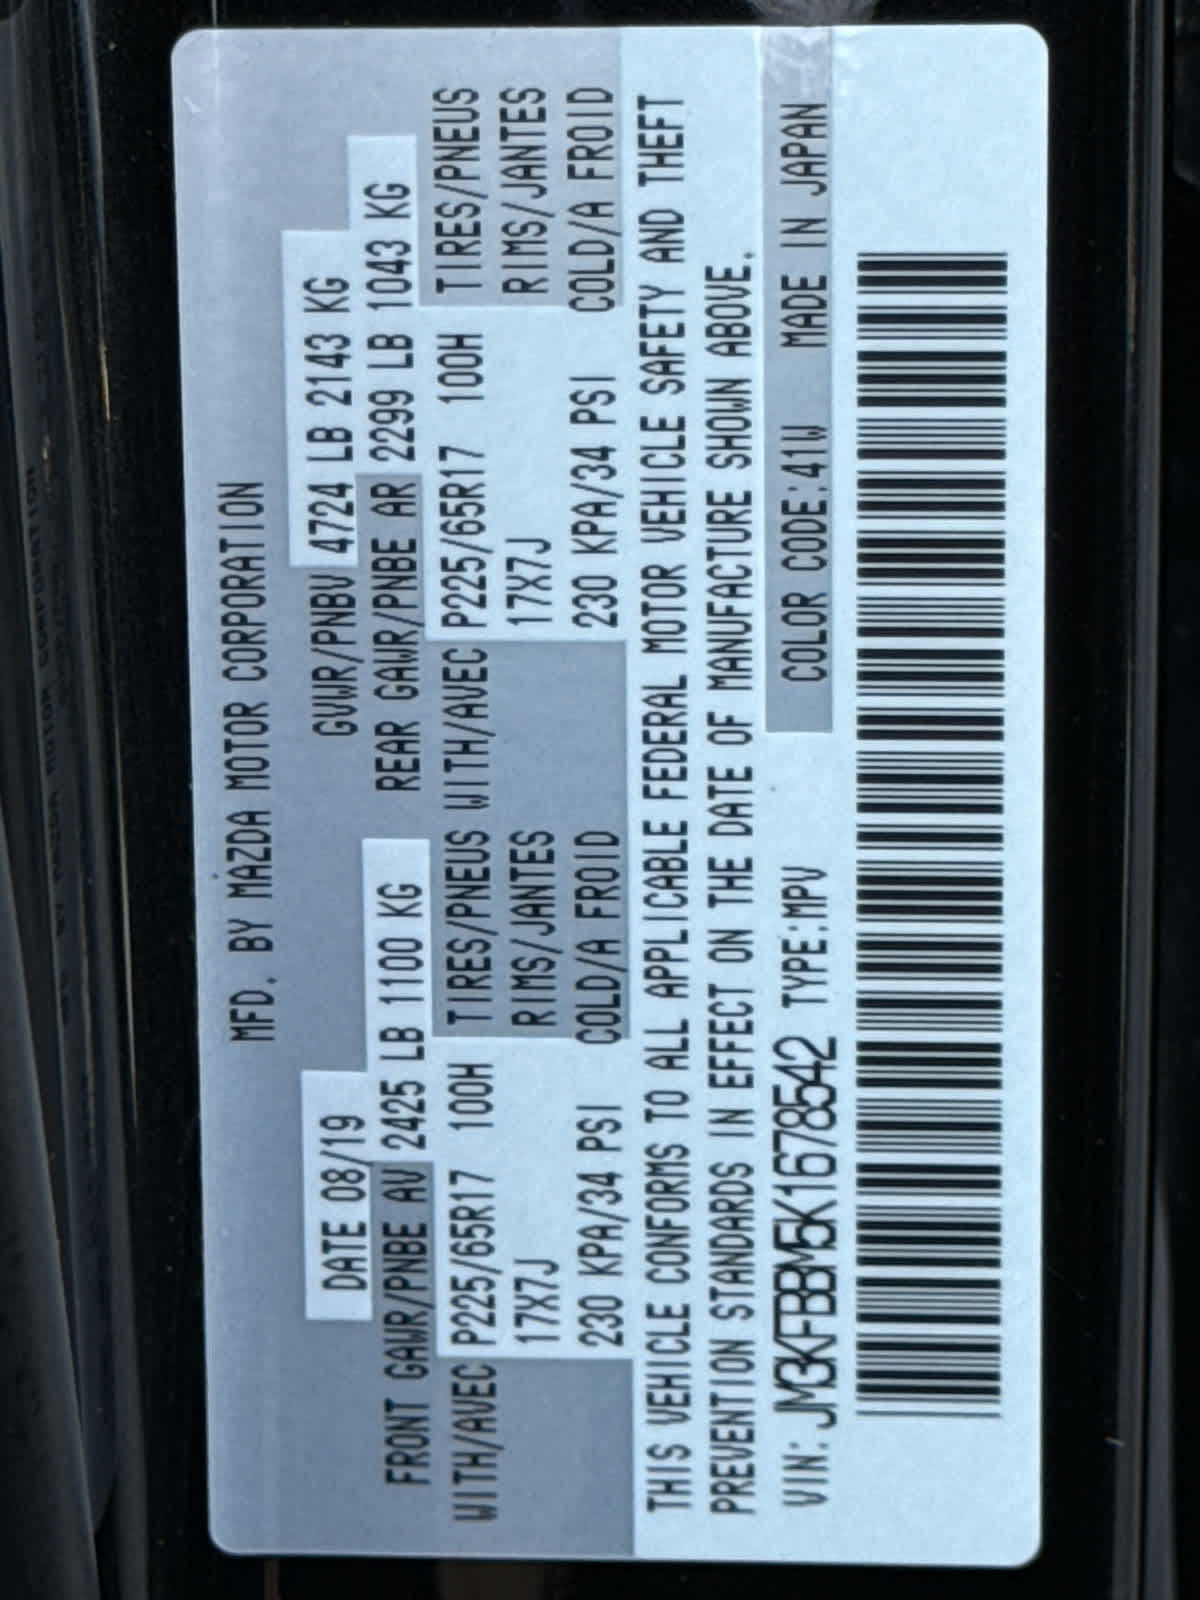 MFD. BY MAZDA MOTOR CORPORATION
DATE 08/19 GVWR/PNBV 4724 LB 2143 KG
FRONT GAWR/PNBE AV 2425 LB 1100 KG REAR GAWR/PNBE AR 2299 LB 1043 KG
WITH/AVEC P225/65R17 100H TIRES/PNEUS WITH/AVEC P225/65R17 100H TIRES/PNEUS
17X7J RIMS/JANTES 17X7J RIMS/JANTES
230 KPA/34 PSI COLD/A FROID 230 KPA/34 PSI COLD/A FROID
THIS VEHICLE CONFORMS TO ALL APPLICABLE FEDERAL MOTOR VEHICLE SAFETY AND THEFT
PREVENTION STANDARDS IN EFFECT ON THE DATE OF MANUFACTURE SHOWN ABOVE.
VIN: JM3KFBBM5K1678542 TYPE:MPV COLOR CODE:41W MADE IN JAPAN